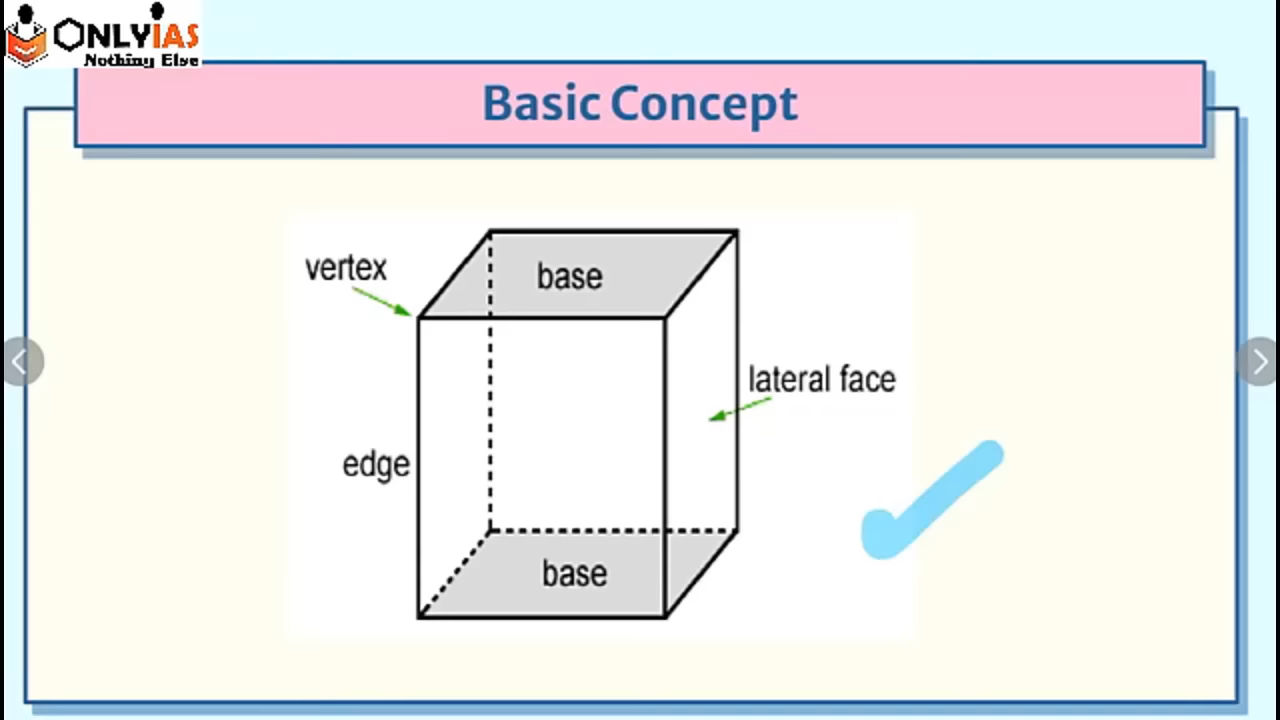 ONLYIAS
Nothing Else
Basic Concept
vertex
base
lateral face
edge
base